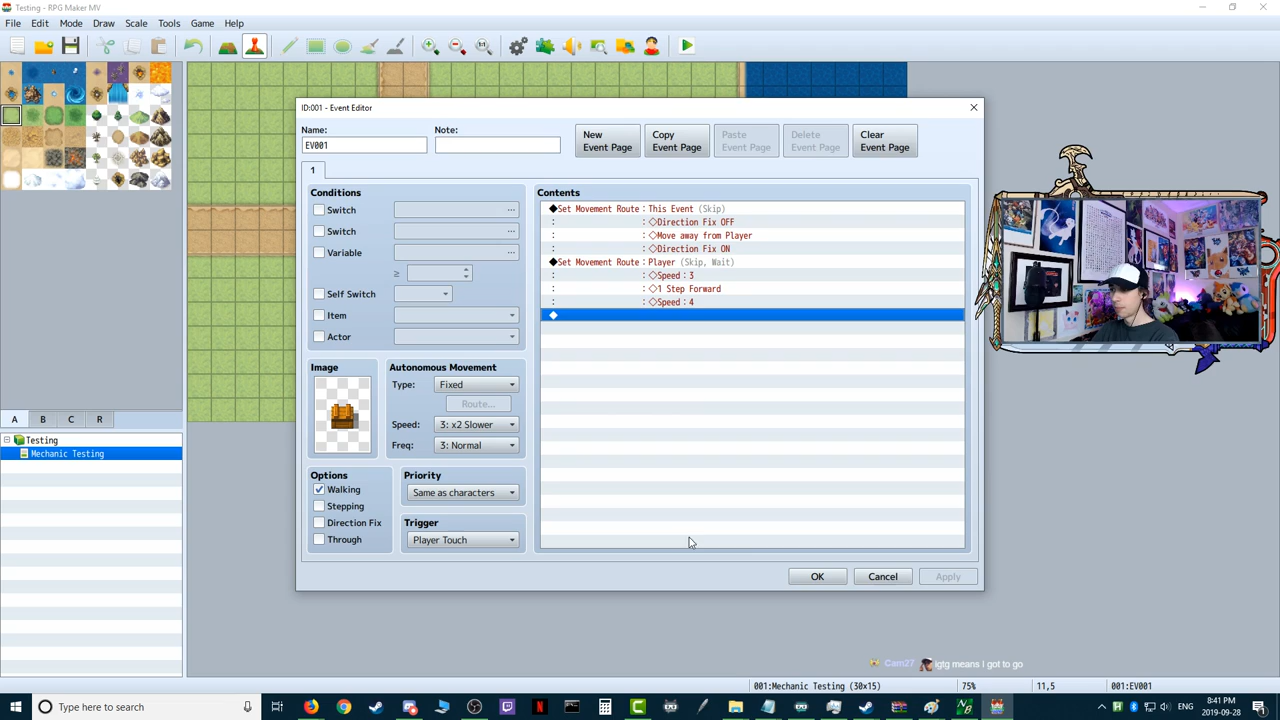 Testing - RPG Maker MV
File Edit Mode Draw Scale Tools Game Help
ID:001 - Event Editor
Name:
Note:
EV001
New Event Page
Copy Event Page
Paste Event Page
Delete Event Page
Clear Event Page
1
Conditions
Switch ...
Switch ...
Variable ...
≥
Self Switch
Item
Actor
Image
Autonomous Movement
Type: Fixed
Route...
Speed: 3: x2 Slower
Freq: 3: Normal
Options
Walking
Stepping
Direction Fix
Through
Priority
Same as characters
Trigger
Player Touch
Contents
◆Set Movement Route：This Event (Skip)
: :◇Direction Fix OFF
: :◇Move away from Player
: :◇Direction Fix ON
◆Set Movement Route：Player (Skip, Wait)
: :◇Speed：3
: :◇1 Step Forward
: :◇Speed：4
◆
OK Cancel Apply
A B C R
Testing
Mechanic Testing
Cam27 igtg means I got to go
001:Mechanic Testing (30x15) 75% 11,5 001:EV001
Type here to search
ENG
8:41 PM
2019-09-28